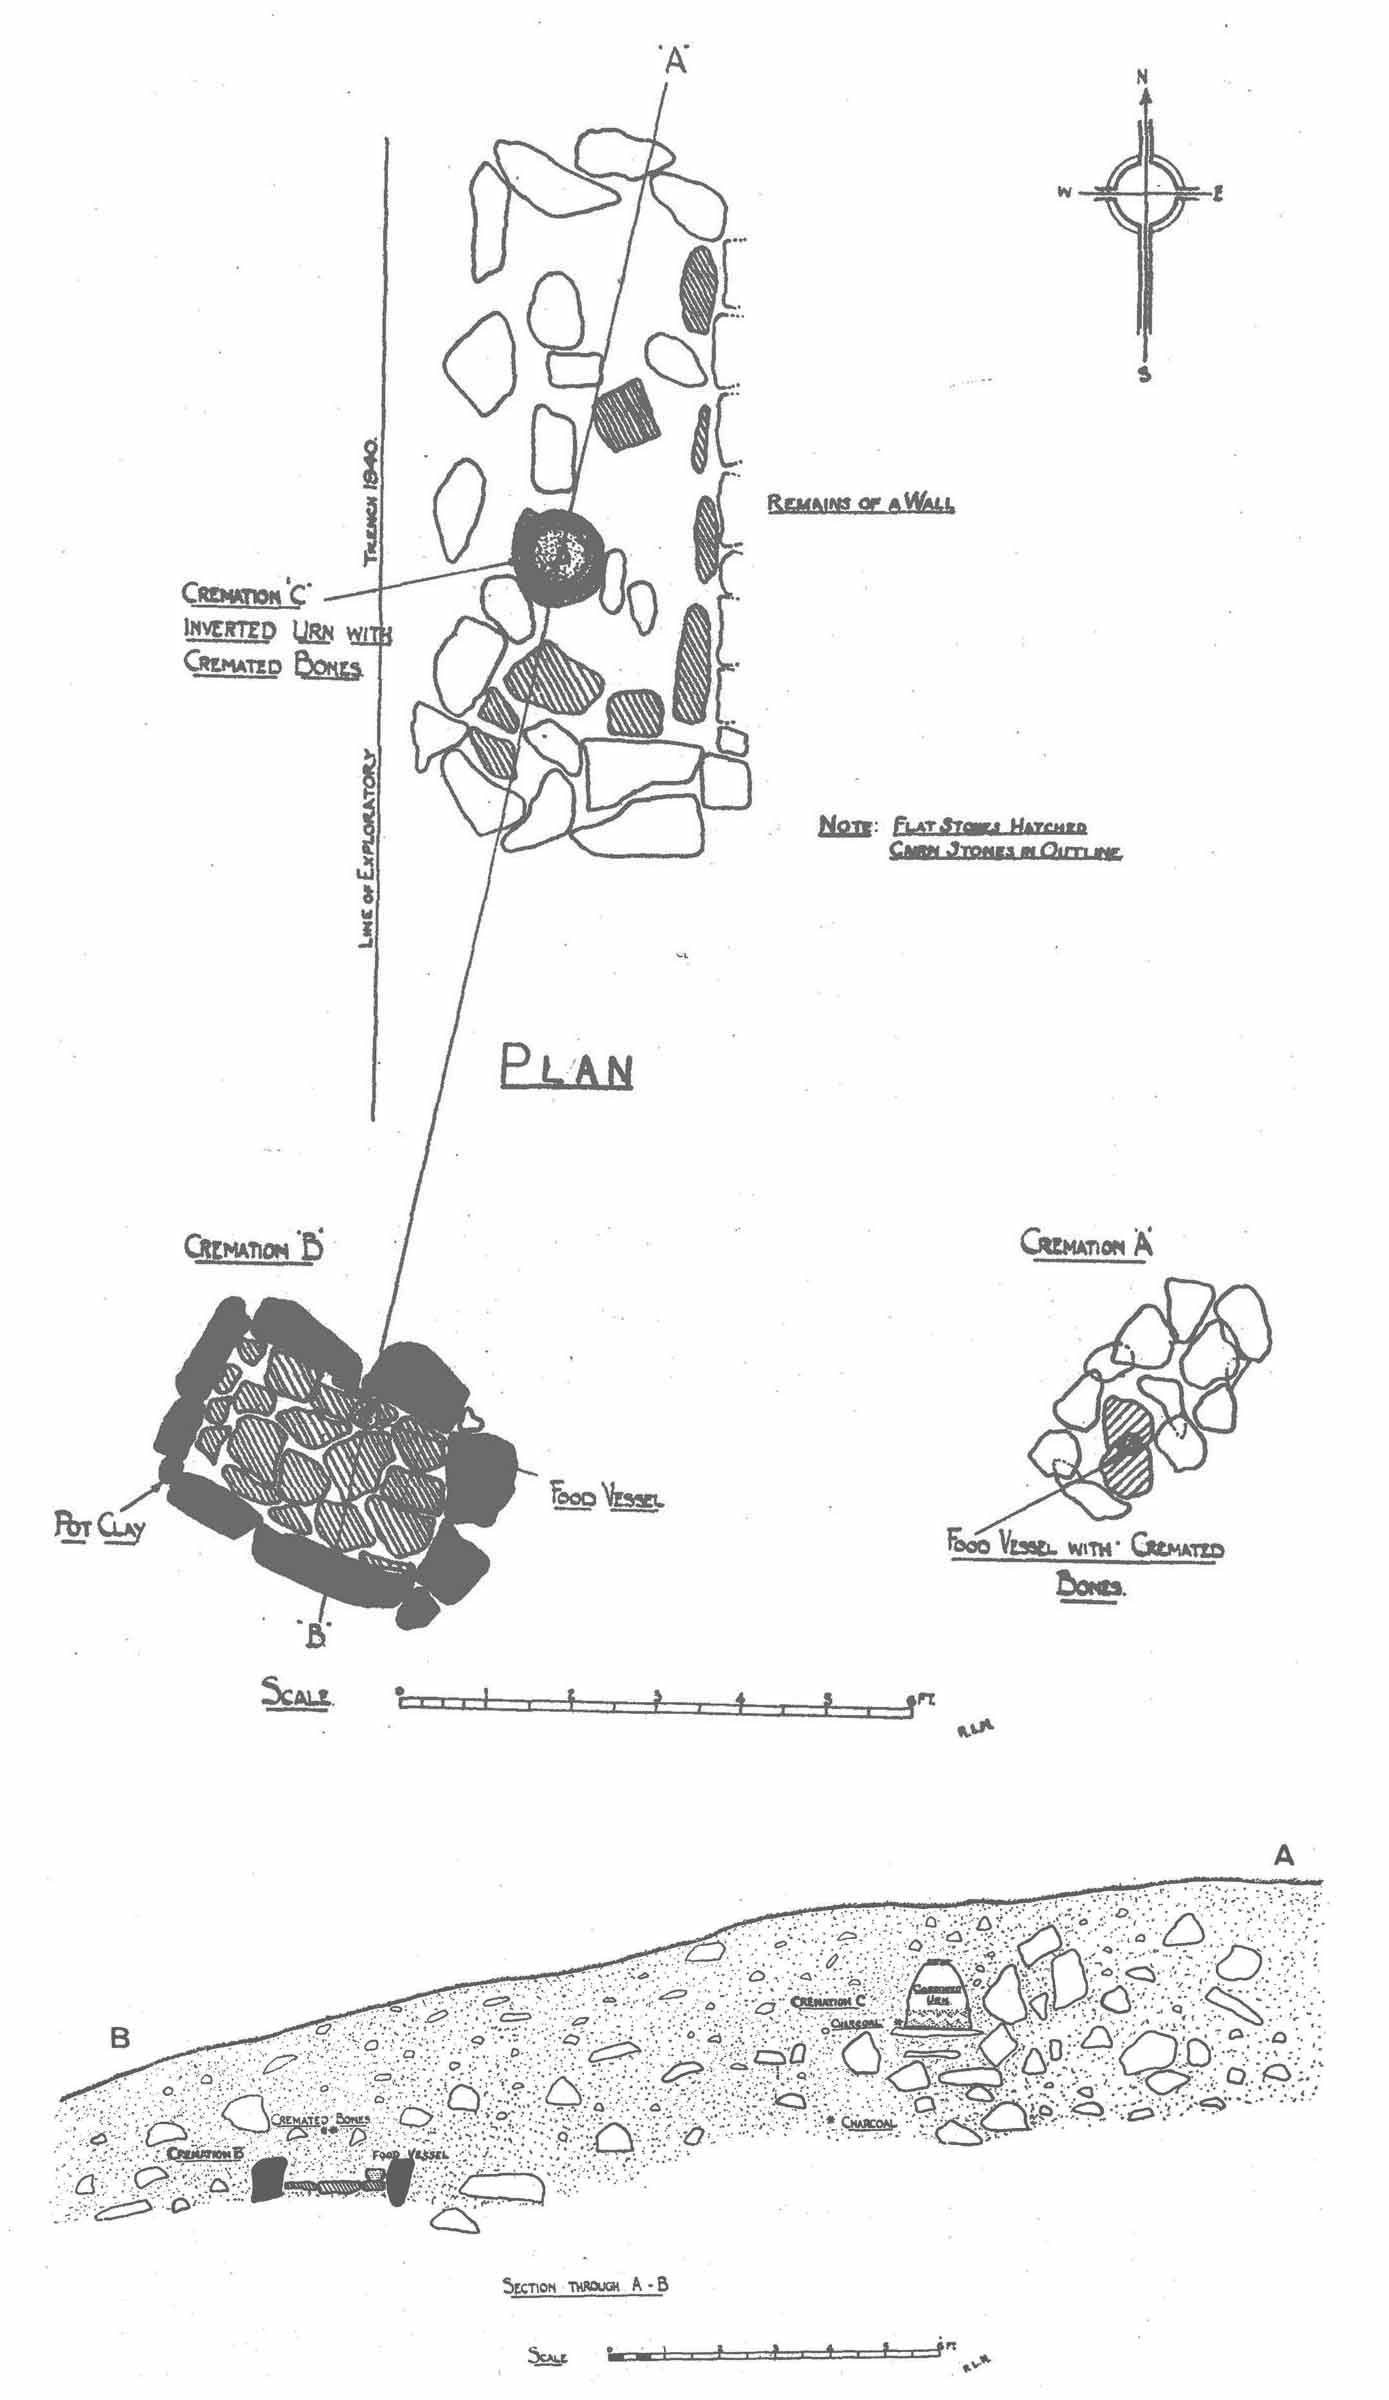 "A"
N
W E
S
TRENCH 1840.
REMAINS OF A WALL
CREMATION "C"
INVERTED URN WITH
CREMATED BONES
LINE OF EXPLORATORY
NOTE: FLAT STONES HATCHED
CAIRN STONES IN OUTLINE
PLAN
CREMATION "B"
CREMATION "A"
FOOD VESSEL
POT CLAY
FOOD VESSEL WITH CREMATED
BONES.
"B"
SCALE
0 1 2 3 4 5 6 FT.
R.L.M
A
B
CREMATION C
URN
CHARCOAL
CREMATED BONES
CHARCOAL
CREMATION B
FOOD VESSEL
SECTION THROUGH A - B
SCALE
0 1 2 3 4 5 6 FT.
R.L.M